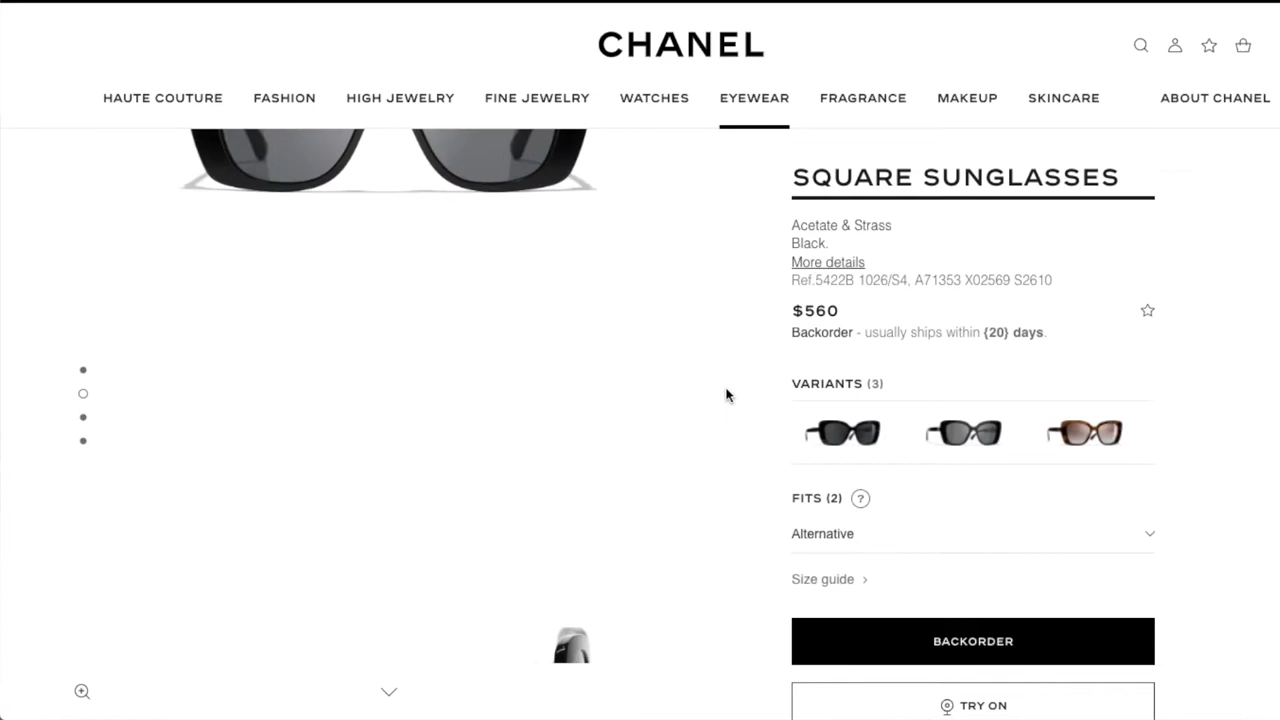 CHANEL
HAUTE COUTURE FASHION HIGH JEWELRY FINE JEWELRY WATCHES EYEWEAR FRAGRANCE MAKEUP SKINCARE ABOUT CHANEL
SQUARE SUNGLASSES
Acetate & Strass
Black.
More details
Ref.5422B 1026/S4, A71353 X02569 S2610
$560
Backorder - usually ships within {20} days.
VARIANTS (3)
FITS (2) ?
Alternative
Size guide
BACKORDER
TRY ON